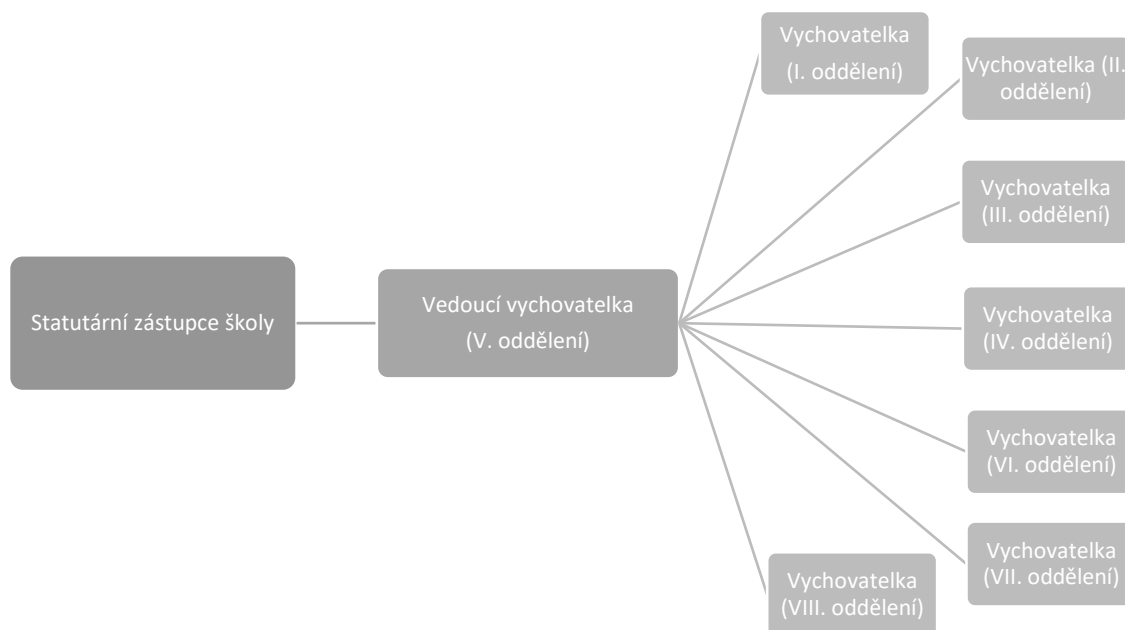 Statutární zástupce školy
Vedoucí vychovatelka
(V. oddělení)
Vychovatelka
(I. oddělení)
Vychovatelka (II.
oddělení)
Vychovatelka
(III. oddělení)
Vychovatelka
(IV. oddělení)
Vychovatelka
(VI. oddělení)
Vychovatelka
(VII. oddělení)
Vychovatelka
(VIII. oddělení)